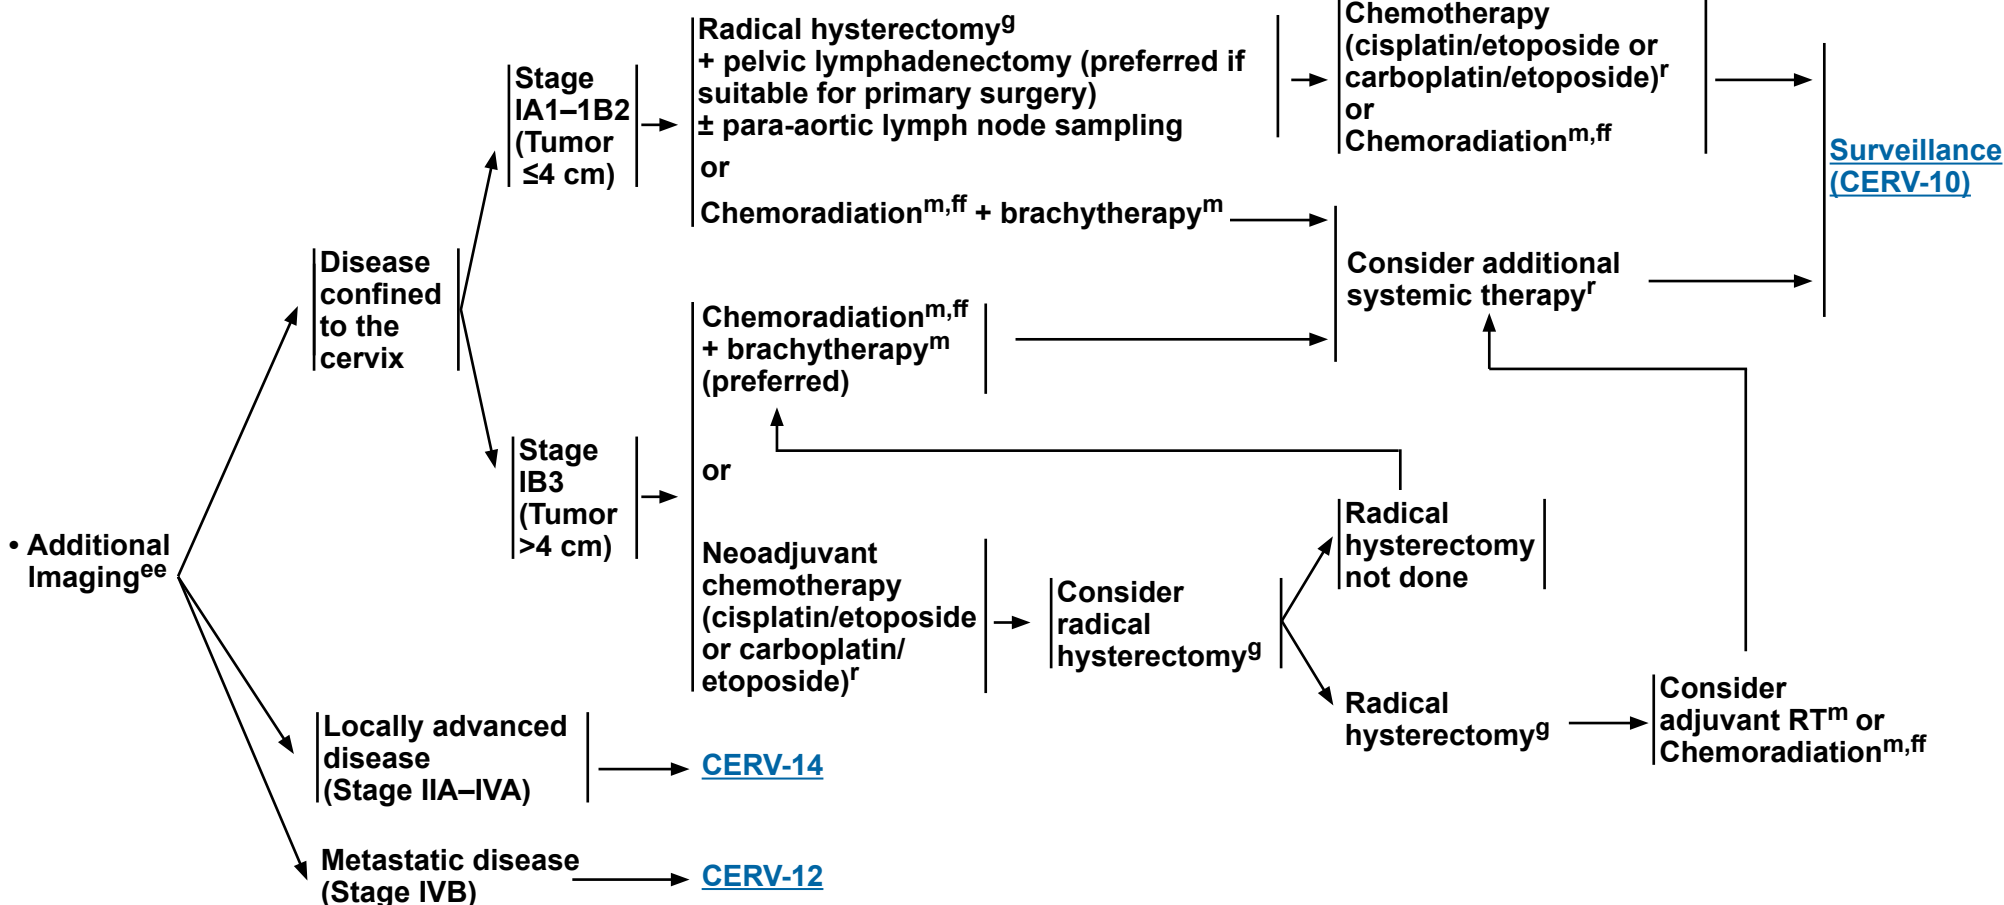 • Additional
Imagingee
Disease
confined
to the
cervix
Stage
IA1–1B2
(Tumor
≤4 cm)
Radical hysterectomyg
+ pelvic lymphadenectomy (preferred if
suitable for primary surgery)
± para-aortic lymph node sampling
or
Chemoradiationm,ff + brachytherapym
Chemotherapy
(cisplatin/etoposide or
carboplatin/etoposide)r
or
Chemoradiationm,ff
Surveillance
(CERV-10)
Consider additional
systemic therapyr
Stage
IB3
(Tumor
>4 cm)
Chemoradiationm,ff
+ brachytherapym
(preferred)
or
Neoadjuvant
chemotherapy
(cisplatin/etoposide
or carboplatin/
etoposide)r
Consider
radical
hysterectomyg
Radical
hysterectomy
not done
Radical
hysterectomyg
Consider
adjuvant RTm or
Chemoradiationm,ff
Locally advanced
disease
(Stage IIA–IVA)
CERV-14
Metastatic disease
(Stage IVB)
CERV-12